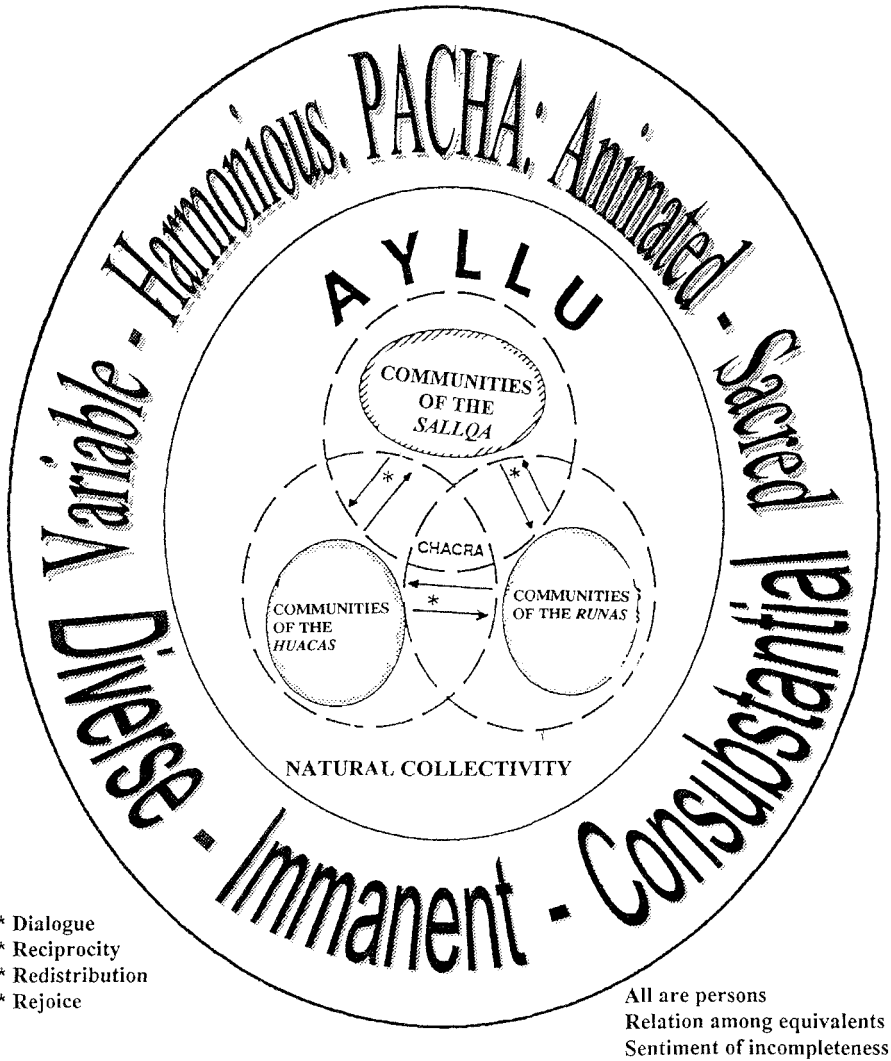 Diverse Variable - Harmonious. PACHA: Animated - Sacred
Immanent - Consubstantial
AYLLU
COMMUNITIES
OF THE
SALLQA
*
*
CHACRA
COMMUNITIES
OF THE
HUACAS
*
COMMUNITIES
OF THE RUNAS
NATURAL COLLECTIVITY
* Dialogue
* Reciprocity
* Redistribution
* Rejoice
All are persons
Relation among equivalents
Sentiment of incompleteness